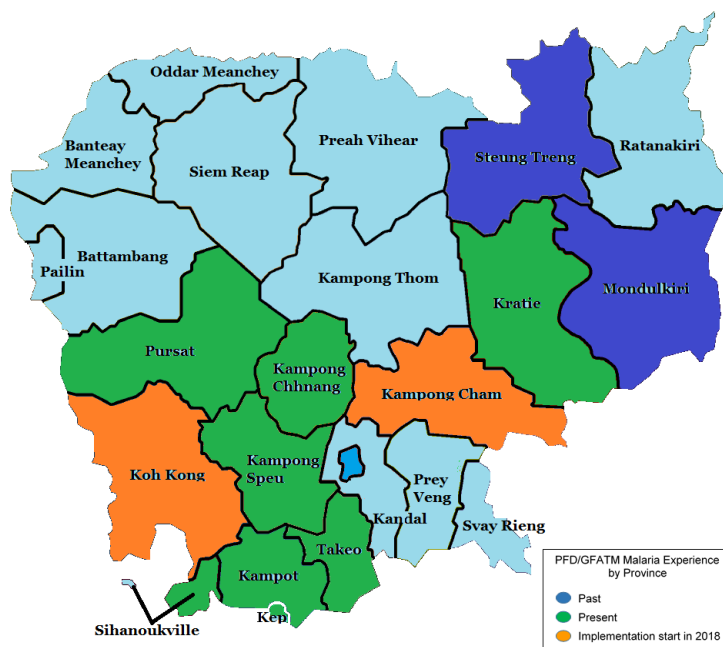 Oddar Meanchey
Banteay
Meanchey
Siem Reap
Preah Vihear
Steung Treng
Ratanakiri
Battambang
Pailin
Kampong Thom
Kratie
Mondulkiri
Pursat
Kampong
Chhnang
Kampong Cham
Koh Kong
Kampong
Speu
Prey
Veng
Kandal
Svay Rieng
Takeo
Kampot
Kep
Sihanoukville
PFD/GFATM Malaria Experience
by Province
Past
Present
Implementation start in 2018